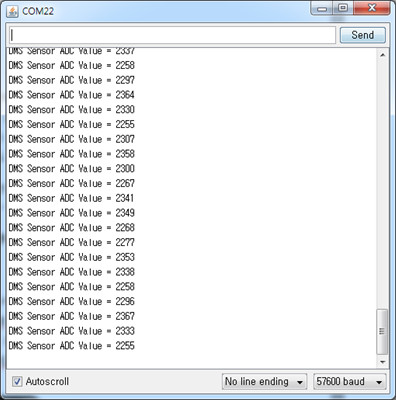 COM22
Send
DMS Sensor ADC Value = 2337
DMS Sensor ADC Value = 2258
DMS Sensor ADC Value = 2297
DMS Sensor ADC Value = 2364
DMS Sensor ADC Value = 2330
DMS Sensor ADC Value = 2255
DMS Sensor ADC Value = 2307
DMS Sensor ADC Value = 2358
DMS Sensor ADC Value = 2300
DMS Sensor ADC Value = 2267
DMS Sensor ADC Value = 2341
DMS Sensor ADC Value = 2349
DMS Sensor ADC Value = 2268
DMS Sensor ADC Value = 2277
DMS Sensor ADC Value = 2353
DMS Sensor ADC Value = 2338
DMS Sensor ADC Value = 2258
DMS Sensor ADC Value = 2296
DMS Sensor ADC Value = 2367
DMS Sensor ADC Value = 2333
DMS Sensor ADC Value = 2255
Autoscroll
No line ending
57600 baud